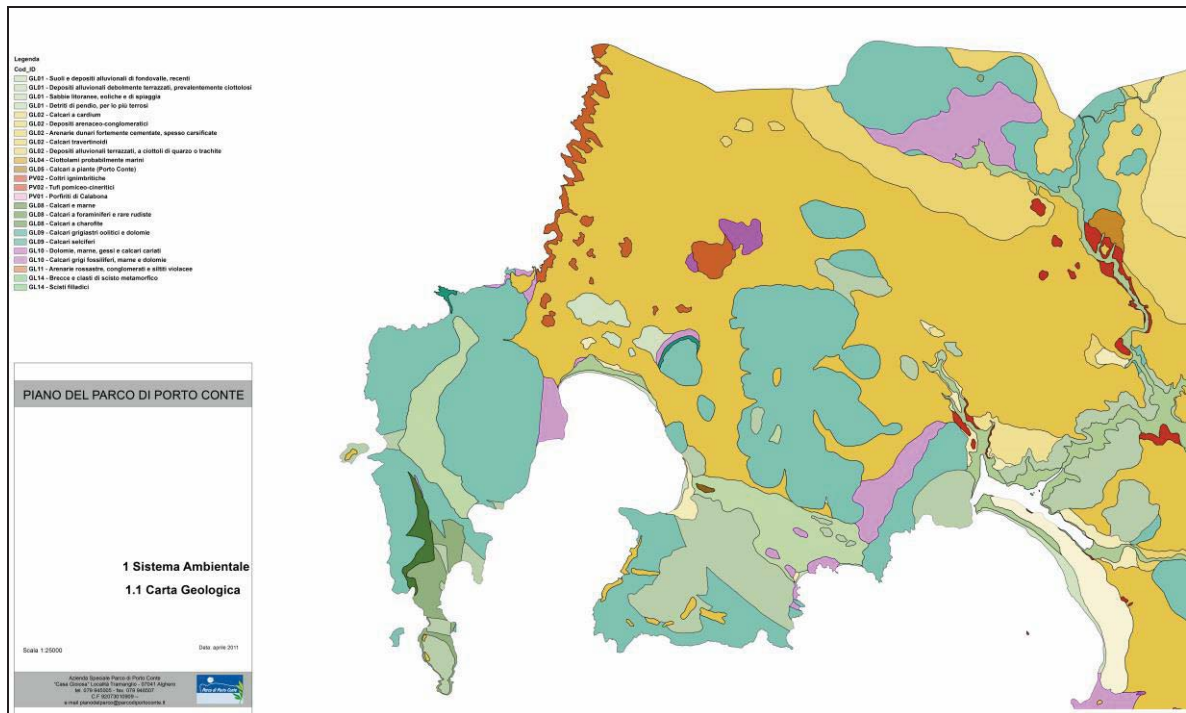 Legenda
Cod_ID
GL01 - Suoli e depositi alluvionali di fondovalle, recenti
GL01 - Depositi alluvionali debolmente terrazzati, prevalentemente ciottolosi
GL01 - Sabbie litoranee, eoliche e di spiaggia
GL01 - Detriti di pendio, per lo più terrosi
GL02 - Calcari a cardium
GL02 - Depositi arenaceo-conglomeratici
GL02 - Arenarie dunari fortemente cementate, spesso carsificate
GL02 - Calcari travertinoidi
GL02 - Depositi alluvionali terrazzati, a ciottoli di quarzo o trachite
GL04 - Ciottolami probabilmente marini
GL05 - Calcari a piante (Porto Conte)
PV02 - Coltri ignimbritiche
PV02 - Tufi pomiceo-cineritici
PV01 - Porfiriti di Calabona
GL08 - Calcari e marne
GL08 - Calcari a foraminiferi e rare rudiste
GL08 - Calcari a charofite
GL09 - Calcari grigiastri oolitici e dolomie
GL09 - Calcari selciferi
GL10 - Dolomie, marne, gessi e calcari cariati
GL10 - Calcari grigi fossiliferi, marne e dolomie
GL11 - Arenarie rossastre, conglomerati e siltiti violacee
GL14 - Brecce e clasti di scisto metamorfico
GL14 - Scisti filladici
PIANO DEL PARCO DI PORTO CONTE
1 Sistema Ambientale
1.1 Carta Geologica
Scala 1:25000 Data: aprile 2011
Azienda Speciale Parco di Porto Conte
"Casa Gioiosa" Località Tramariglio - 07041 Alghero
tel. 079 945005 - fax. 079 946507
C.F 92073010909 –
e-mail pianodelparco@parcodiportoconte.it
Parco di Porto Conte